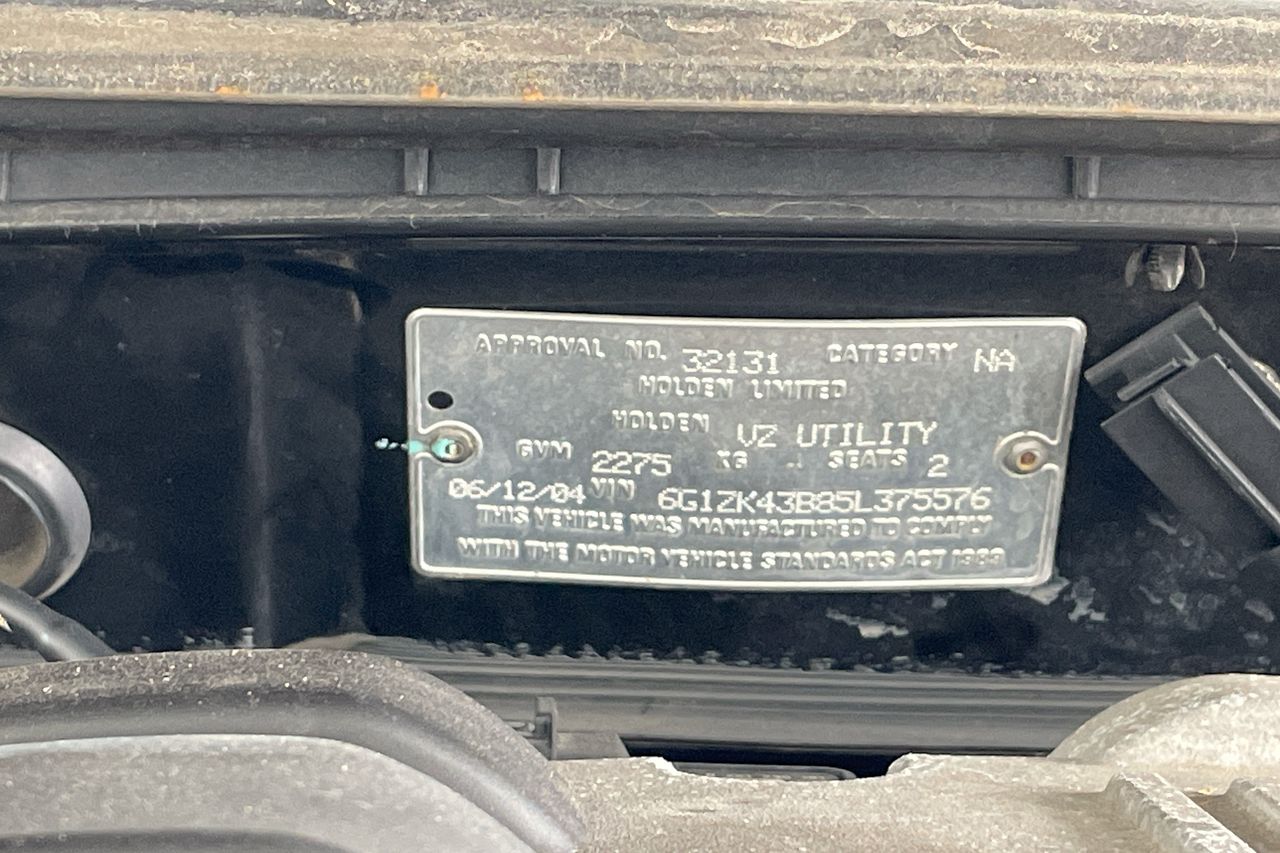 APPROVAL NO. 32131 CATEGORY NA
HOLDEN LIMITED
HOLDEN VZ UTILITY
GVM 2275 KG .. SEATS 2
06/12/04 VIN 6G1ZK43B85L375576
THIS VEHICLE WAS MANUFACTURED TO COMPLY
WITH THE MOTOR VEHICLE STANDARDS ACT 1989